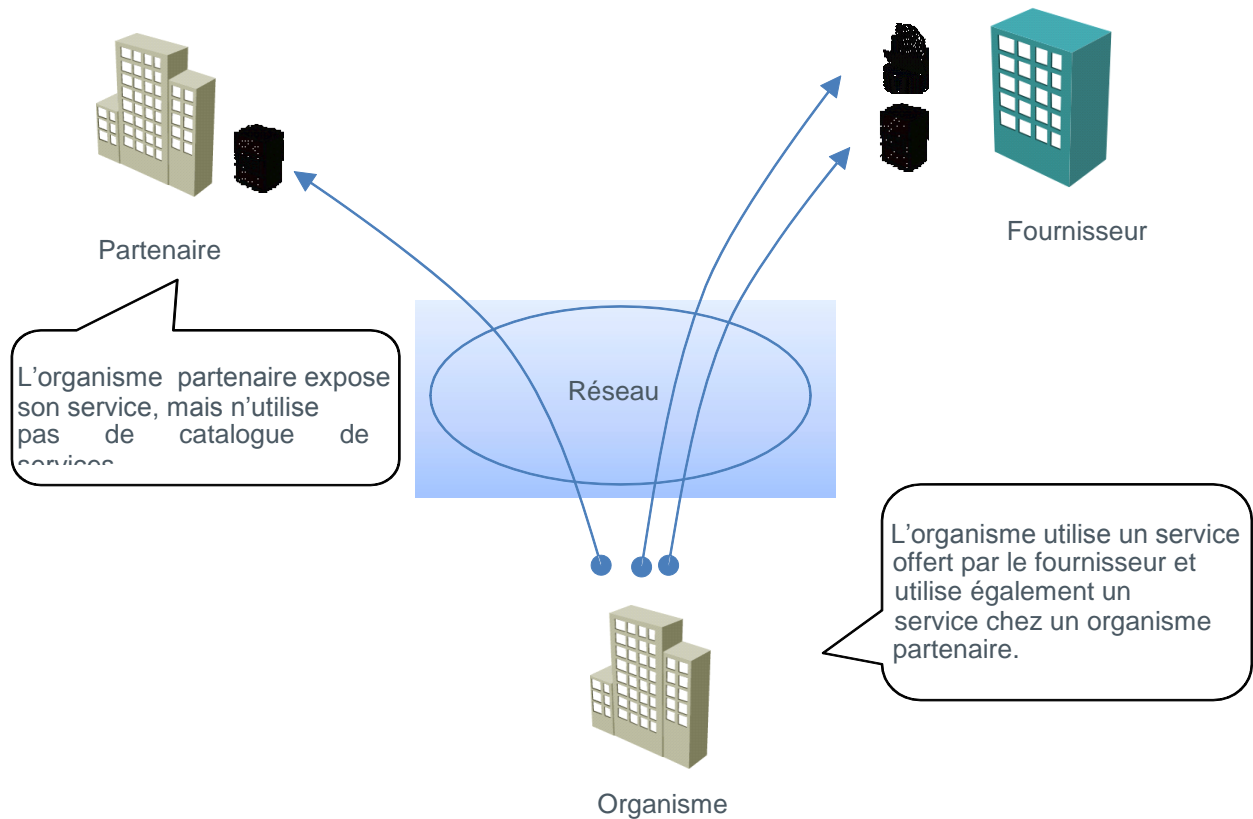 Partenaire
Fournisseur
L'organisme partenaire expose
son service, mais n'utilise
pas de catalogue de
services
Réseau
L'organisme utilise un service
offert par le fournisseur et
utilise également un
service chez un organisme
partenaire.
Organisme